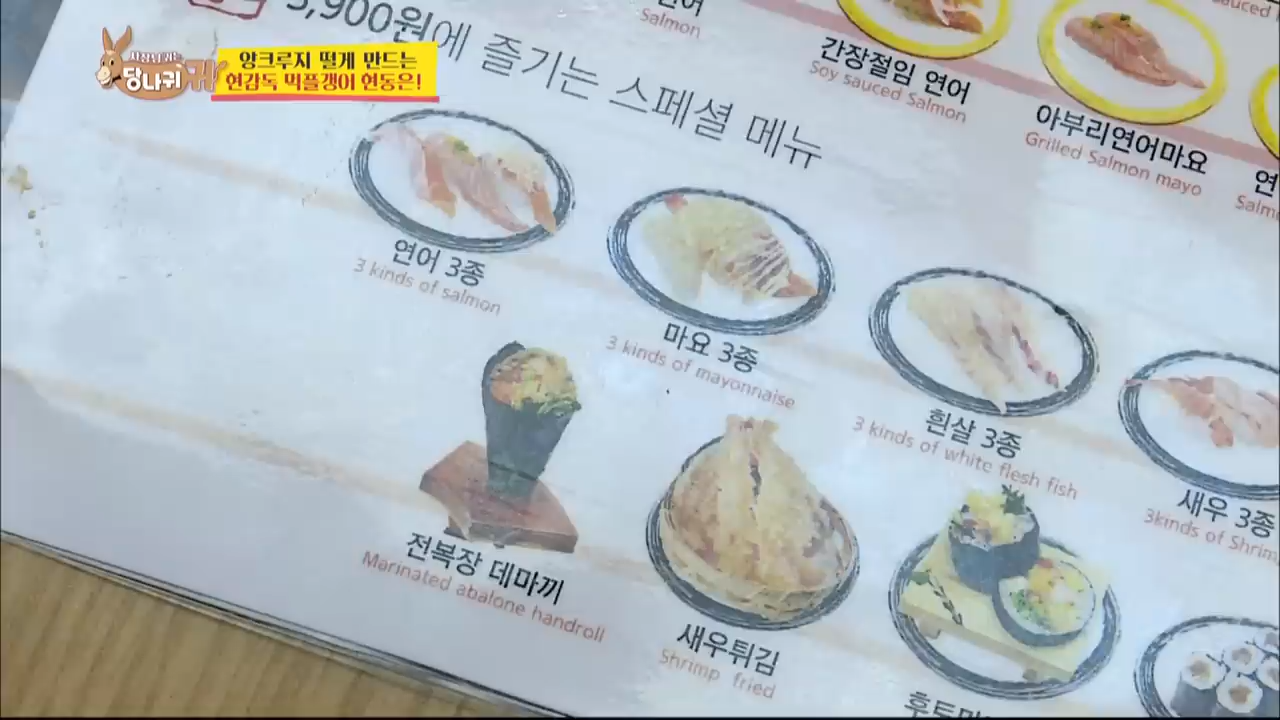 사장님 귀는
당나귀 귀
앙크루지 떨게 만드는
현감독 먹플갱이 현동은!
3,900원에 즐기는 스페셜 메뉴
연어
Salmon
간장절임 연어
Soy sauced Salmon
아부리연어마요
Grilled Salmon mayo
연어 3종
3 kinds of salmon
마요 3종
3 kinds of mayonnaise
흰살 3종
3 kinds of white flesh fish
새우 3종
3kinds of Shrimp
전복장 데마끼
Marinated abalone handroll
새우튀김
Shrimp fried